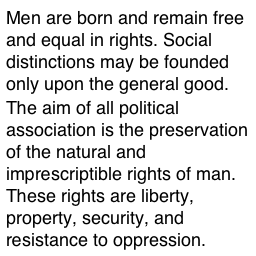 Men are born and remain free
and equal in rights. Social
distinctions may be founded
only upon the general good.
The aim of all political
association is the preservation
of the natural and
imprescriptible rights of man.
These rights are liberty,
property, security, and
resistance to oppression.